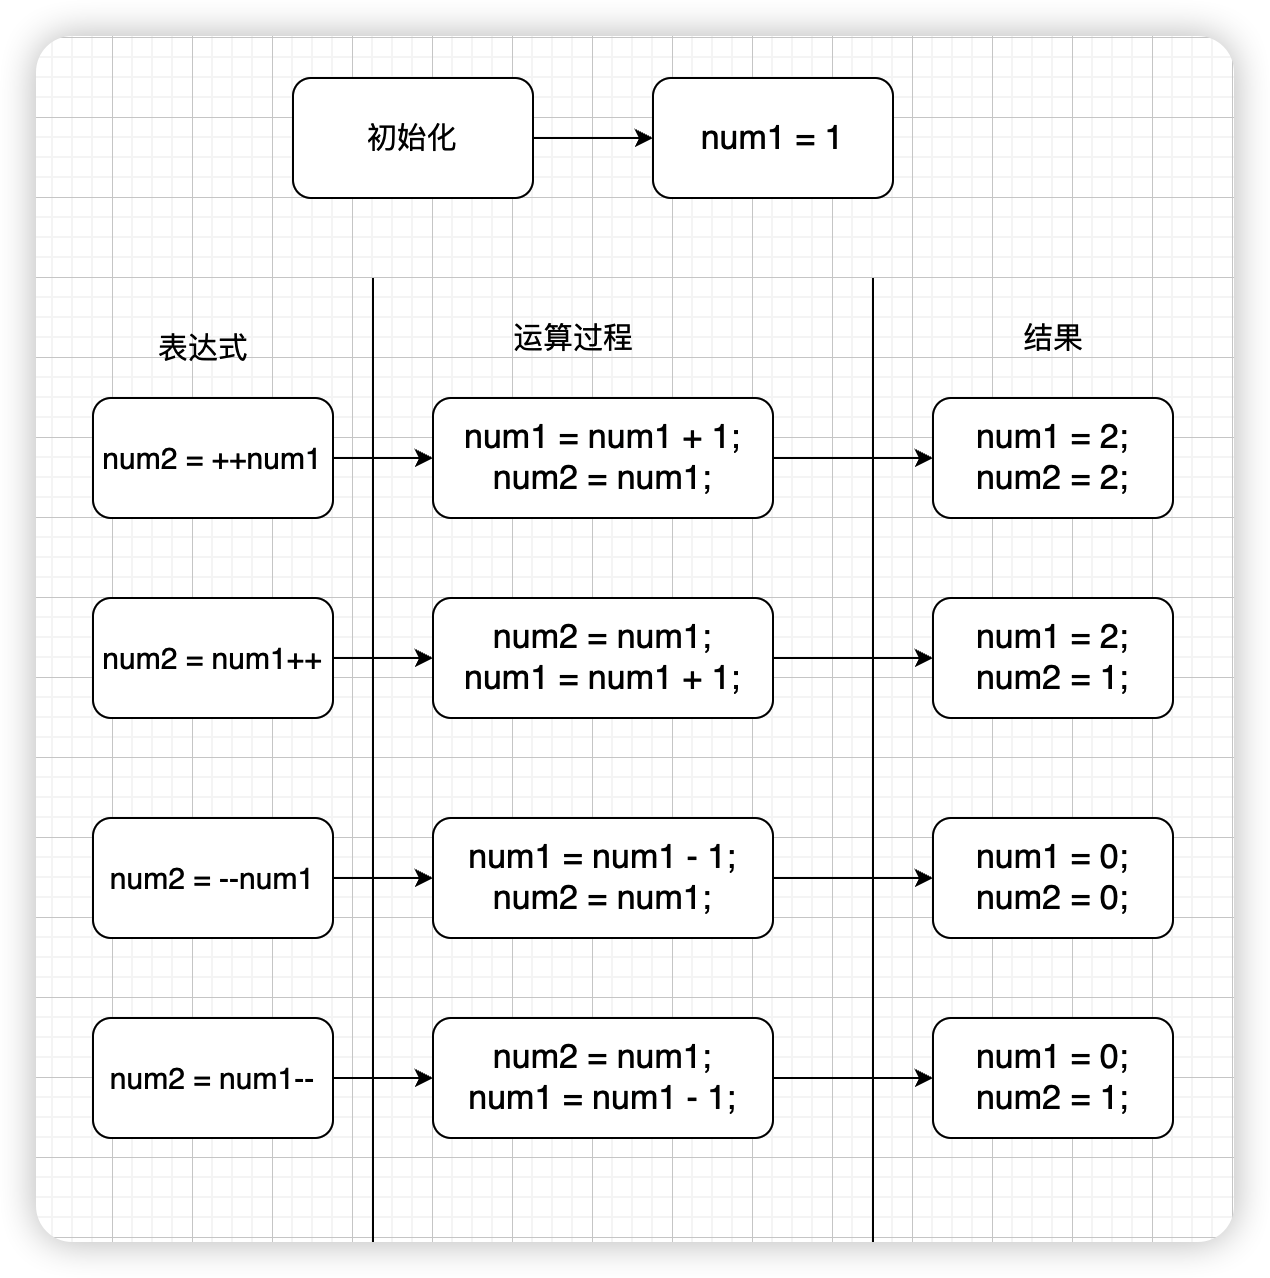 初始化
num1 = 1
表达式
运算过程
结果
num2 = ++num1
num1 = num1 + 1;
num2 = num1;
num1 = 2;
num2 = 2;
num2 = num1++
num2 = num1;
num1 = num1 + 1;
num1 = 2;
num2 = 1;
num2 = --num1
num1 = num1 - 1;
num2 = num1;
num1 = 0;
num2 = 0;
num2 = num1--
num2 = num1;
num1 = num1 - 1;
num1 = 0;
num2 = 1;